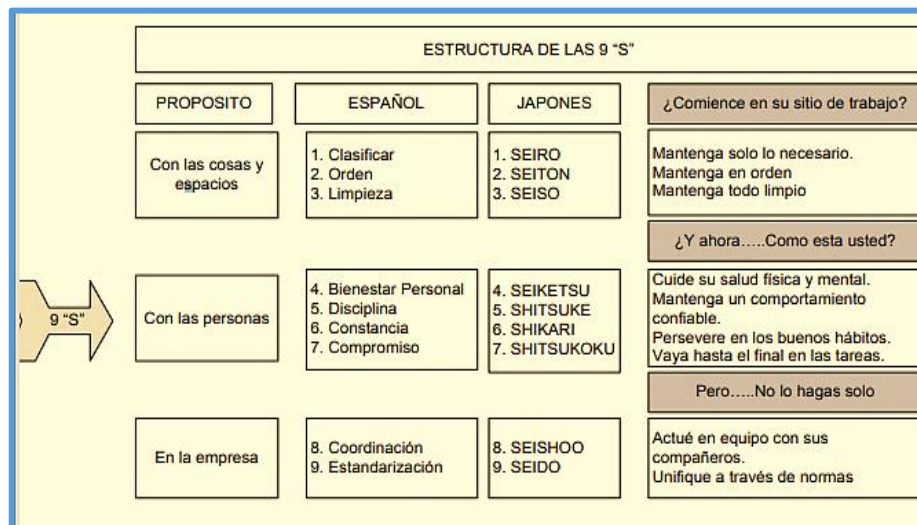 ESTRUCTURA DE LAS 9 “S”
PROPOSITO
ESPAÑOL
JAPONES
¿Comience en su sitio de trabajo?
Con las cosas y
espacios
1. Clasificar
2. Orden
3. Limpieza
1. SEIRO
2. SEITON
3. SEISO
Mantenga solo lo necesario.
Mantenga en orden
Mantenga todo limpio
¿Y ahora.....Como esta usted?
9 “S”
Con las personas
4. Bienestar Personal
5. Disciplina
6. Constancia
7. Compromiso
4. SEIKETSU
5. SHITSUKE
6. SHIKARI
7. SHITSUKOKU
Cuide su salud física y mental.
Mantenga un comportamiento
confiable.
Persevere en los buenos hábitos.
Vaya hasta el final en las tareas.
Pero.....No lo hagas solo
En la empresa
8. Coordinación
9. Estandarización
8. SEISHOO
9. SEIDO
Actué en equipo con sus
compañeros.
Unifique a través de normas